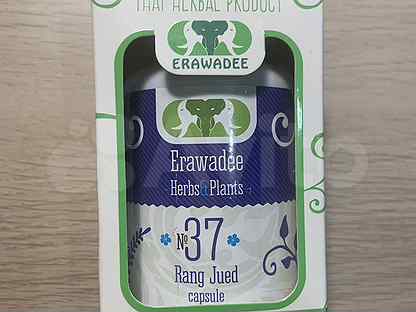 THAI HERBAL PRODUCT
ERAWADEE
Erawadee
Herbs&Plants
№37
Rang Jued
capsule